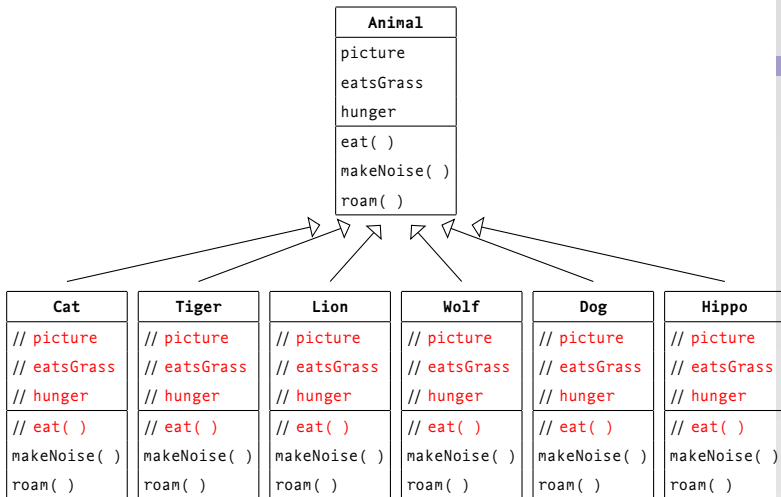 Animal
picture
eatsGrass
hunger
eat( )
makeNoise( )
roam( )
Cat
// picture
// eatsGrass
// hunger
// eat( )
makeNoise( )
roam( )
Tiger
// picture
// eatsGrass
// hunger
// eat( )
makeNoise( )
roam( )
Lion
// picture
// eatsGrass
// hunger
// eat( )
makeNoise( )
roam( )
Wolf
// picture
// eatsGrass
// hunger
// eat( )
makeNoise( )
roam( )
Dog
// picture
// eatsGrass
// hunger
// eat( )
makeNoise( )
roam( )
Hippo
// picture
// eatsGrass
// hunger
// eat( )
makeNoise( )
roam( )